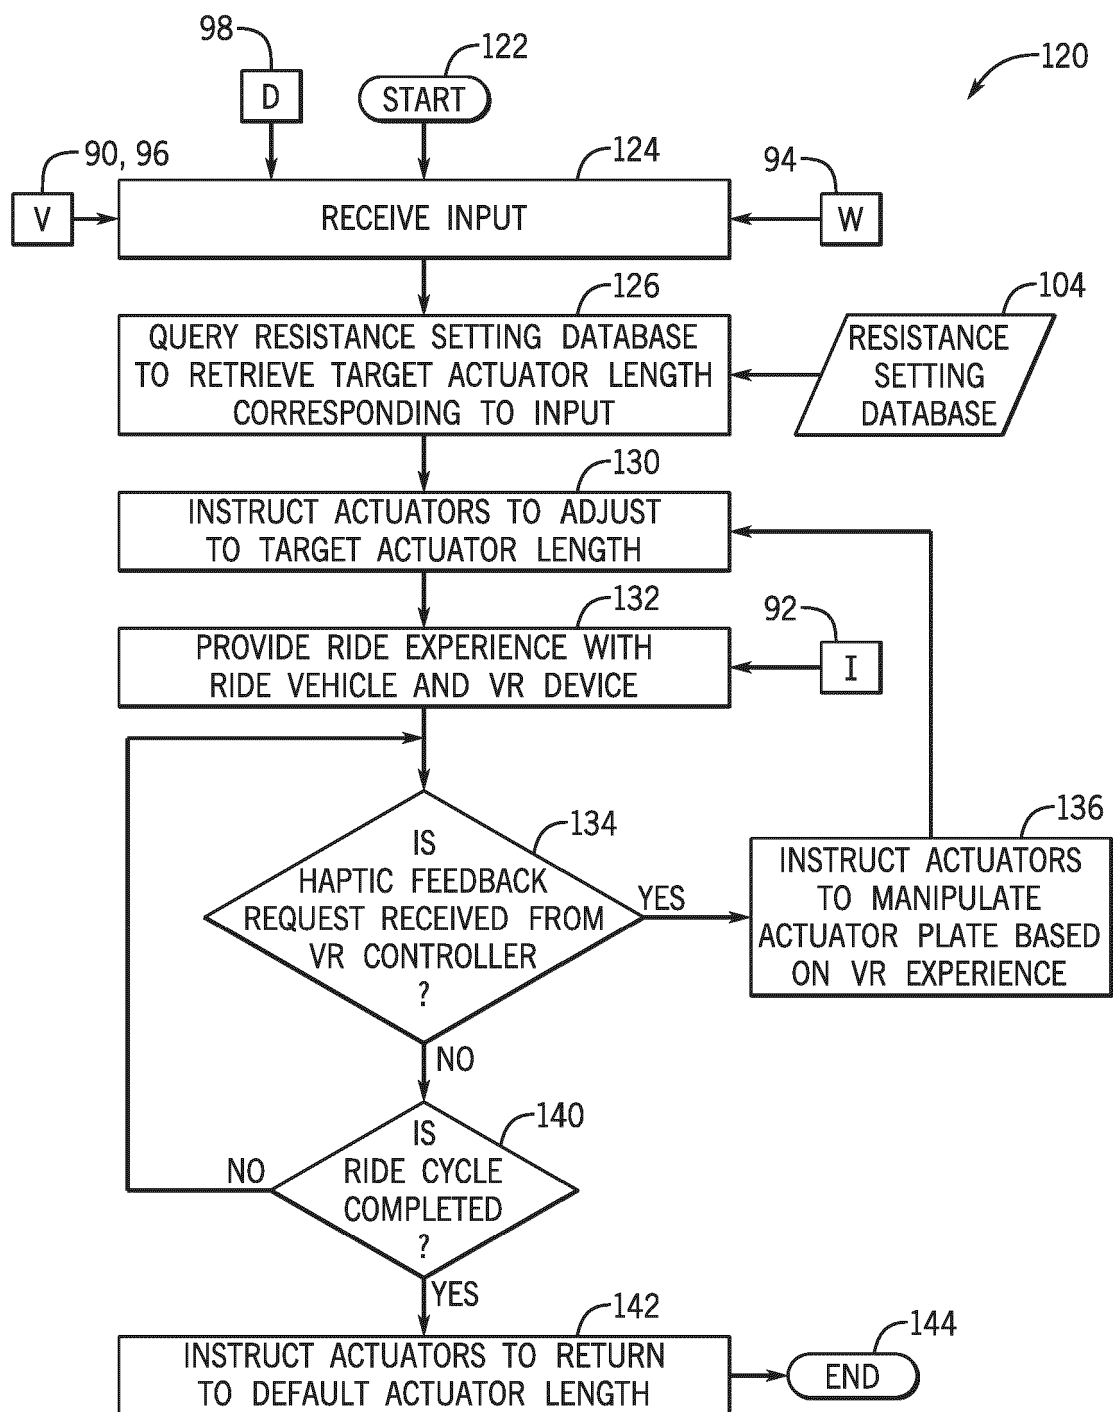 98
122
120
D
START
90, 96
124
94
V
RECEIVE INPUT
W
126
104
QUERY RESISTANCE SETTING DATABASE
TO RETRIEVE TARGET ACTUATOR LENGTH
CORRESPONDING TO INPUT
RESISTANCE
SETTING
DATABASE
130
INSTRUCT ACTUATORS TO ADJUST
TO TARGET ACTUATOR LENGTH
132
92
PROVIDE RIDE EXPERIENCE WITH
RIDE VEHICLE AND VR DEVICE
I
134
136
IS
HAPTIC FEEDBACK
REQUEST RECEIVED FROM
VR CONTROLLER
?
YES
INSTRUCT ACTUATORS
TO MANIPULATE
ACTUATOR PLATE BASED
ON VR EXPERIENCE
NO
140
IS
RIDE CYCLE
COMPLETED
?
NO
YES
142
144
INSTRUCT ACTUATORS TO RETURN
TO DEFAULT ACTUATOR LENGTH
END